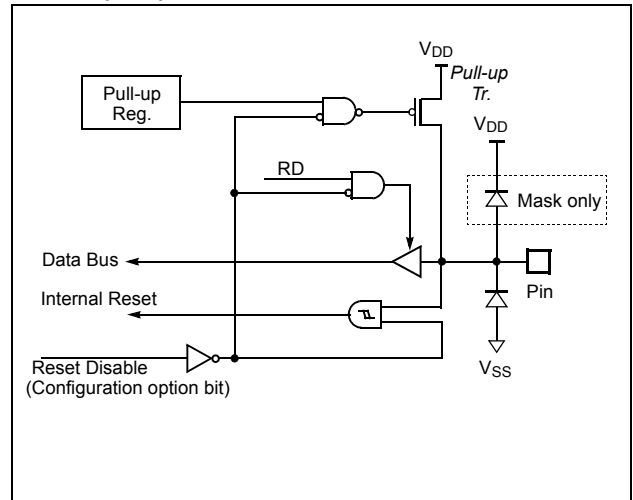 VDD
Pull-up
Tr.
Pull-up
Reg.
VDD
RD
Mask only
Data Bus
Pin
Internal Reset
Reset Disable
(Configuration option bit)
VSS